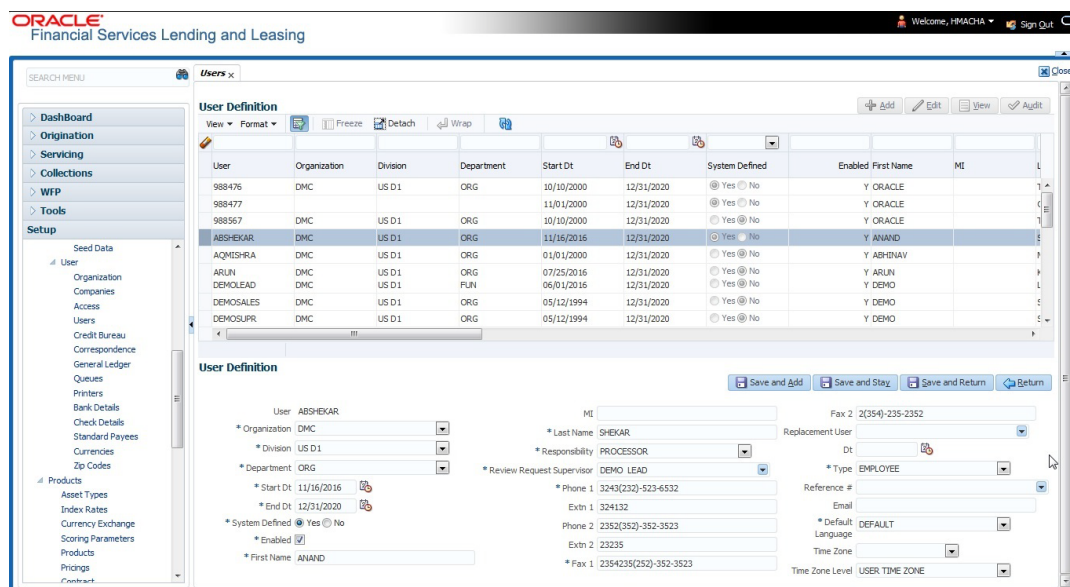 ORACLE
Financial Services Lending and Leasing
Welcome, HMACHA
Sign Out
SEARCH MENU
Users
Close
DashBoard
Origination
Servicing
Collections
WFP
Tools
Setup
Seed Data
User
Organization
Companies
Access
Users
Credit Bureau
Correspondence
General Ledger
Queues
Printers
Bank Details
Check Details
Standard Payees
Currencies
Zip Codes
Products
Asset Types
Index Rates
Currency Exchange
Scoring Parameters
Products
Pricings
Contract
User Definition
Add Edit View Audit
View Format Freeze Detach Wrap
User Organization Division Department Start Dt End Dt System Defined Enabled First Name MI
988476 DMC US D1 ORG 10/10/2000 12/31/2020 Yes No Y ORACLE
988477 11/01/2000 12/31/2020 Yes No Y ORACLE
988567 DMC US D1 ORG 10/10/2000 12/31/2020 Yes No Y ORACLE
ABSHEKAR DMC US D1 ORG 11/16/2016 12/31/2020 Yes No Y ANAND
AQMISHRA DMC US D1 ORG 01/01/2000 12/31/2020 Yes No Y ABHINAV
ARUN DMC US D1 ORG 07/25/2016 12/31/2020 Yes No Y ARUN
DEMOLEAD DMC US D1 FUN 06/01/2016 12/31/2020 Yes No Y DEMO
DEMOSALES DMC US D1 ORG 05/12/1994 12/31/2020 Yes No Y DEMO
DEMOSUPR DMC US D1 ORG 05/12/1994 12/31/2020 Yes No Y DEMO
User Definition
Save and Add Save and Stay Save and Return Return
User ABSHEKAR
* Organization DMC
* Division US D1
* Department ORG
* Start Dt 11/16/2016
* End Dt 12/31/2020
* System Defined Yes No
* Enabled
* First Name ANAND
MI
* Last Name SHEKAR
* Responsibility PROCESSOR
* Review Request Supervisor DEMO LEAD
* Phone 1 3243(232)-523-6532
Extn 1 324132
Phone 2 2352(352)-352-3523
Extn 2 23235
* Fax 1 2354235(252)-352-3523
Fax 2 2(354)-235-2352
Replacement User
Dt
* Type EMPLOYEE
Reference #
Email
* Default Language DEFAULT
Time Zone
Time Zone Level USER TIME ZONE